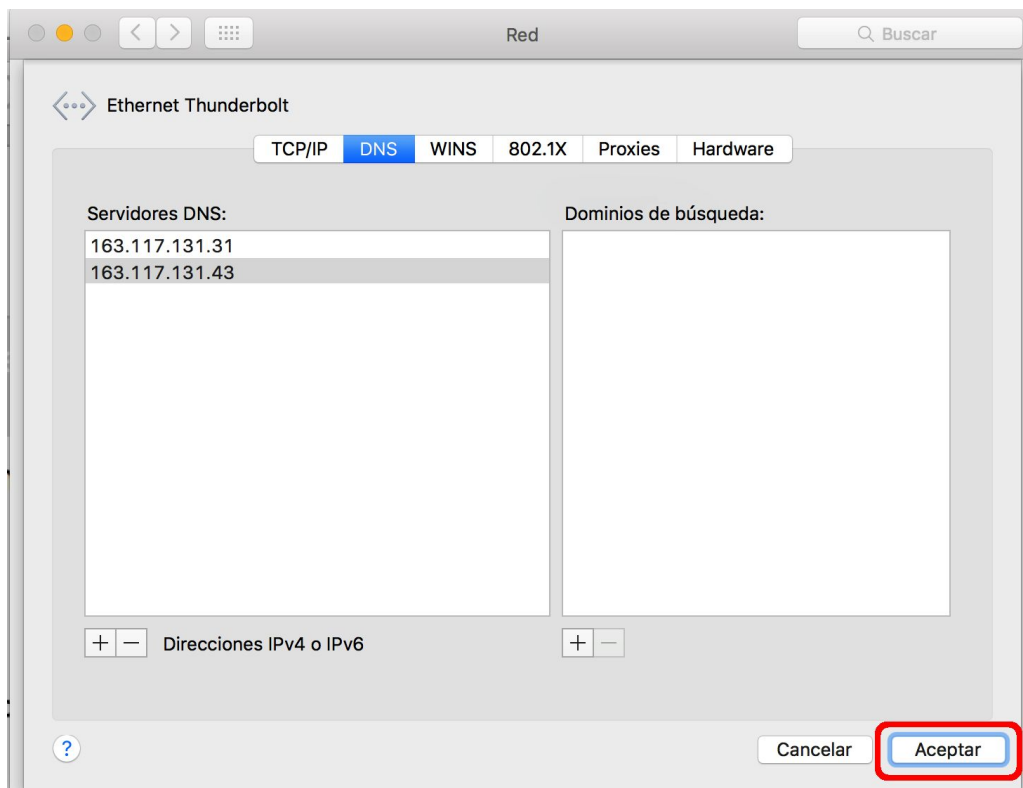 Red
Buscar
Ethernet Thunderbolt
TCP/IP DNS WINS 802.1X Proxies Hardware
Servidores DNS:
163.117.131.31
163.117.131.43
Dominios de búsqueda:
+ − Direcciones IPv4 o IPv6
+ −
? Cancelar Aceptar